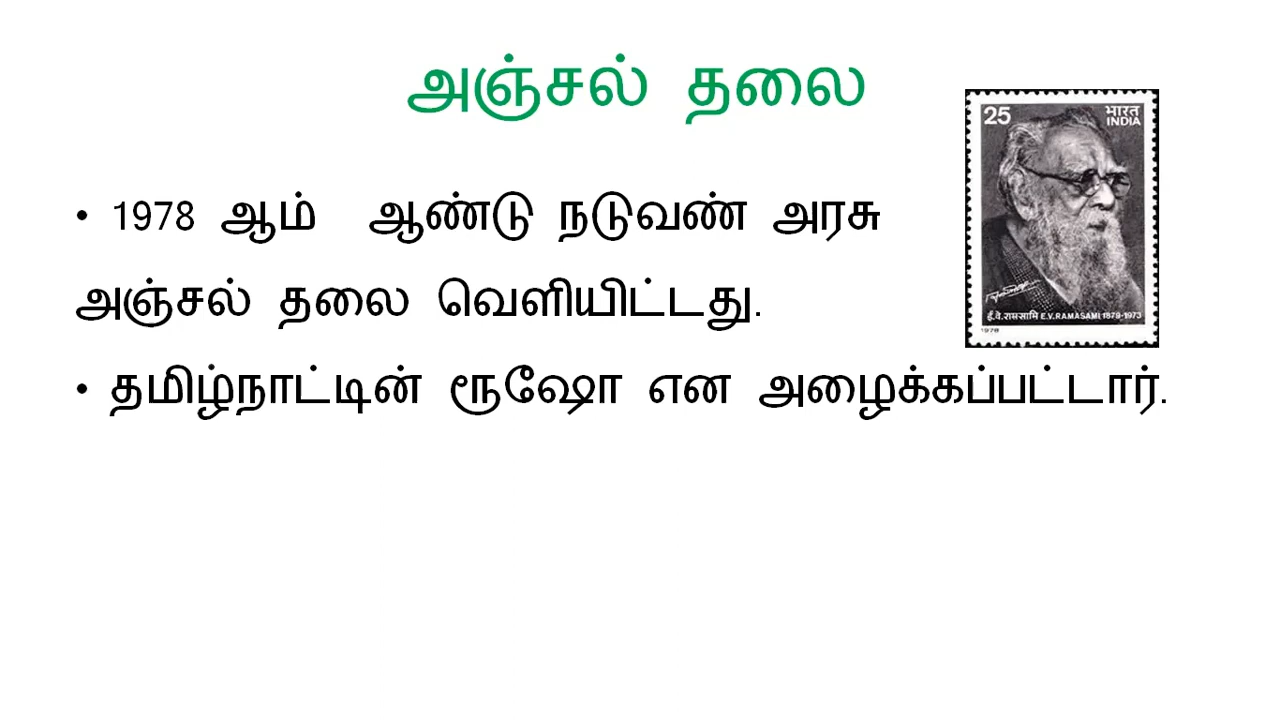 அஞ்சல் தலை
25 भारत
INDIA
• 1978 ஆம் ஆண்டு நடுவண் அரசு
அஞ்சல் தலை வெளியிட்டது.
ई.वे.रामसामि E.V.RAMASAMI 1879-1973
1978
• தமிழ்நாட்டின் ரூஷோ என அழைக்கப்பட்டார்.